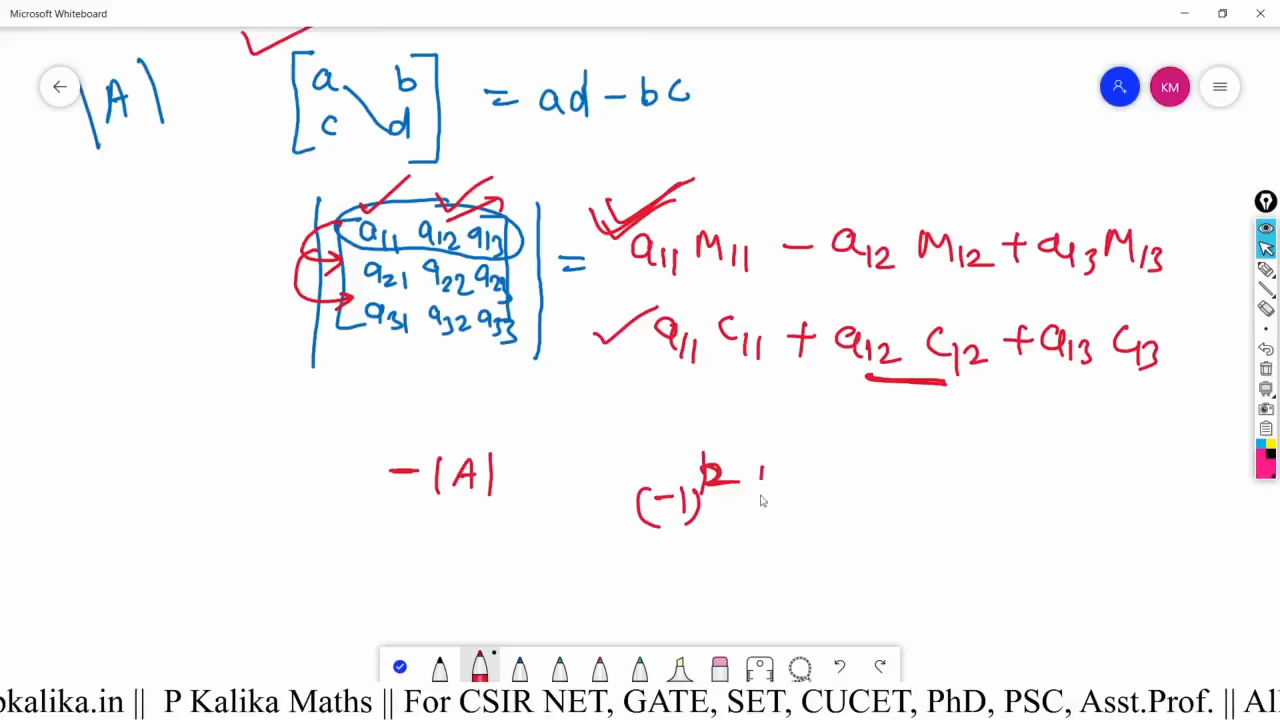 Microsoft Whiteboard
|A| [a b
c d] = ad - bc
KM
|a11 a12 a13
a21 a22 a23
a31 a32 a33| = a11 M11 - a12 M12 + a13 M13
a11 C11 + a12 C12 + a13 C13
-|A| (-1)
okalika.in || P Kalika Maths || For CSIR NET, GATE, SET, CUCET, PhD, PSC, Asst.Prof. || Al